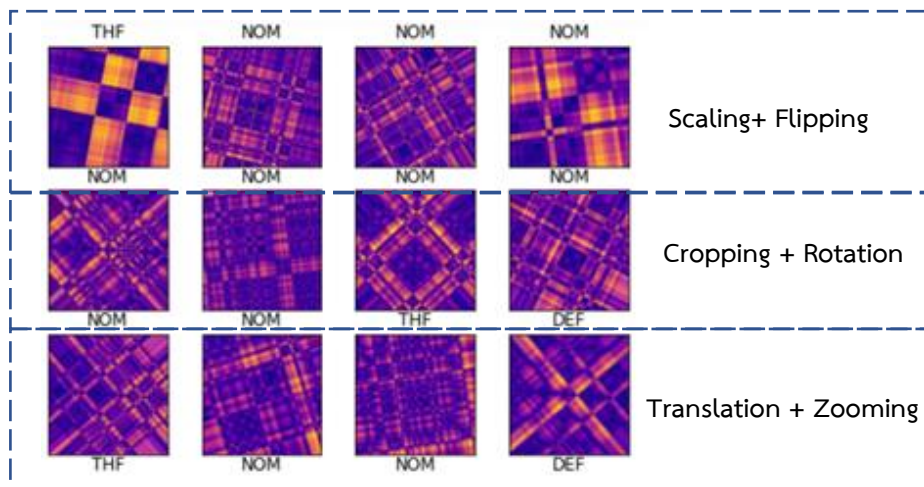 THF NOM NOM NOM
Scaling+ Flipping
NOM NOM NOM NOM
Cropping + Rotation
NOM NOM THF DEF
Translation + Zooming
THF NOM NOM DEF